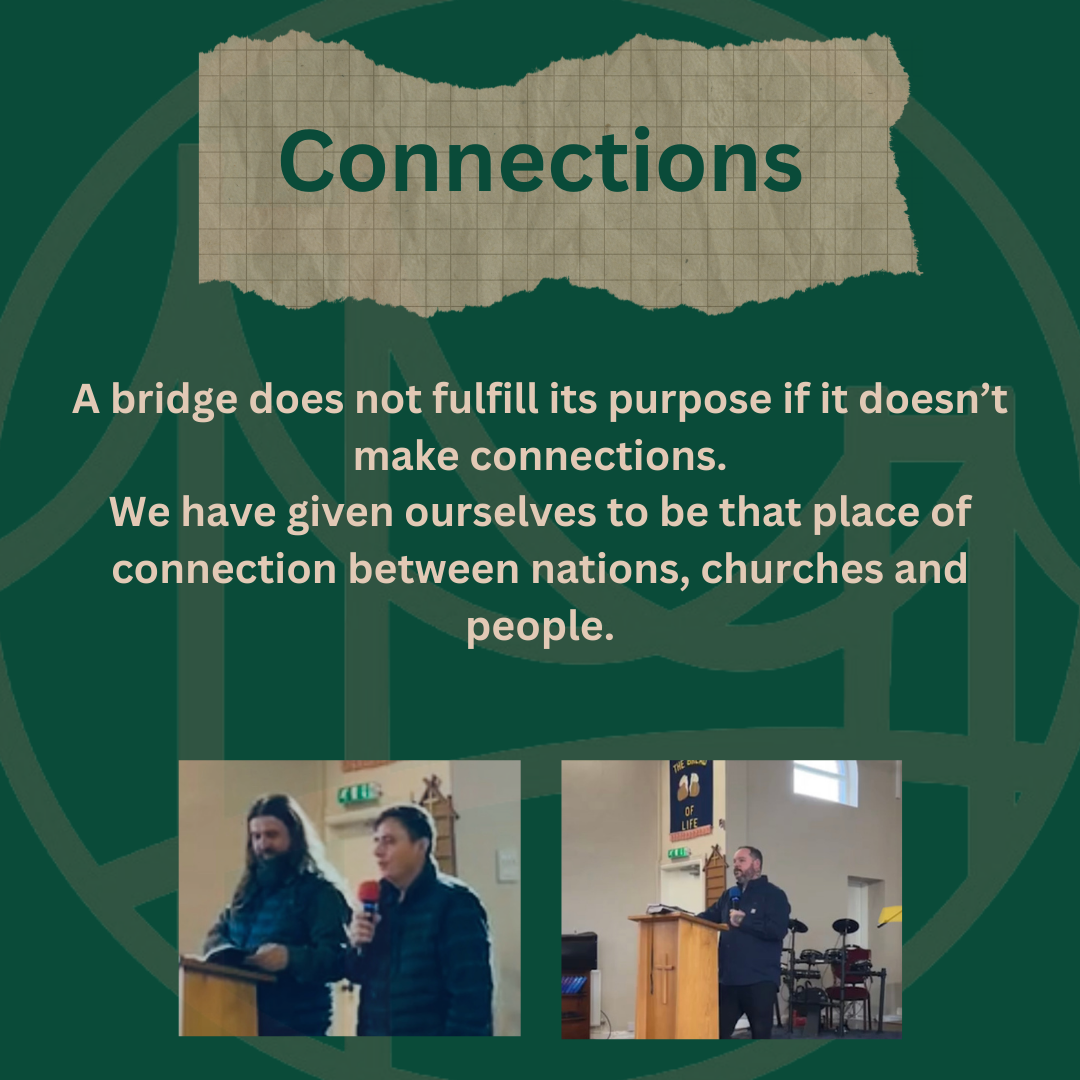 Connections
A bridge does not fulfill its purpose if it doesn’t
make connections.
We have given ourselves to be that place of
connection between nations, churches and
people.
THE BREAD
OF
LIFE